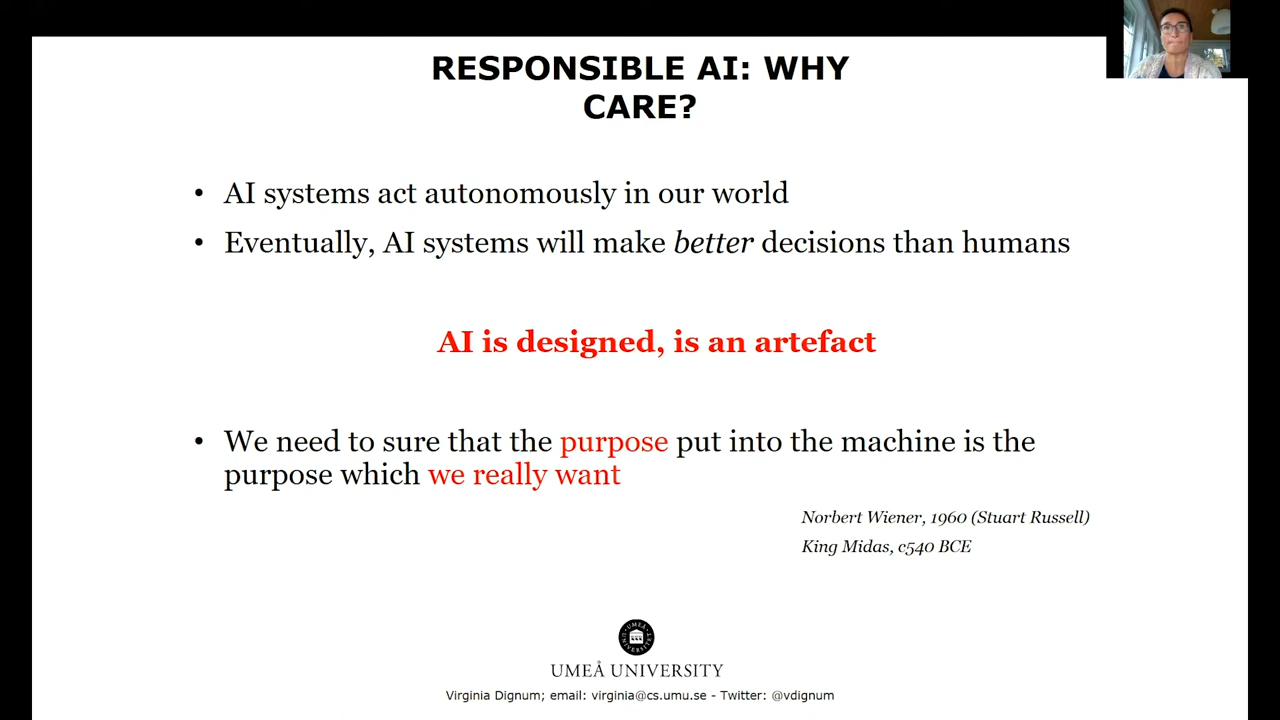 RESPONSIBLE AI: WHY
CARE?
• AI systems act autonomously in our world
• Eventually, AI systems will make better decisions than humans
AI is designed, is an artefact
• We need to sure that the purpose put into the machine is the
purpose which we really want
Norbert Wiener, 1960 (Stuart Russell)
King Midas, c540 BCE
UMEÅ UNIVERSITY
Virginia Dignum; email: virginia@cs.umu.se - Twitter: @vdignum